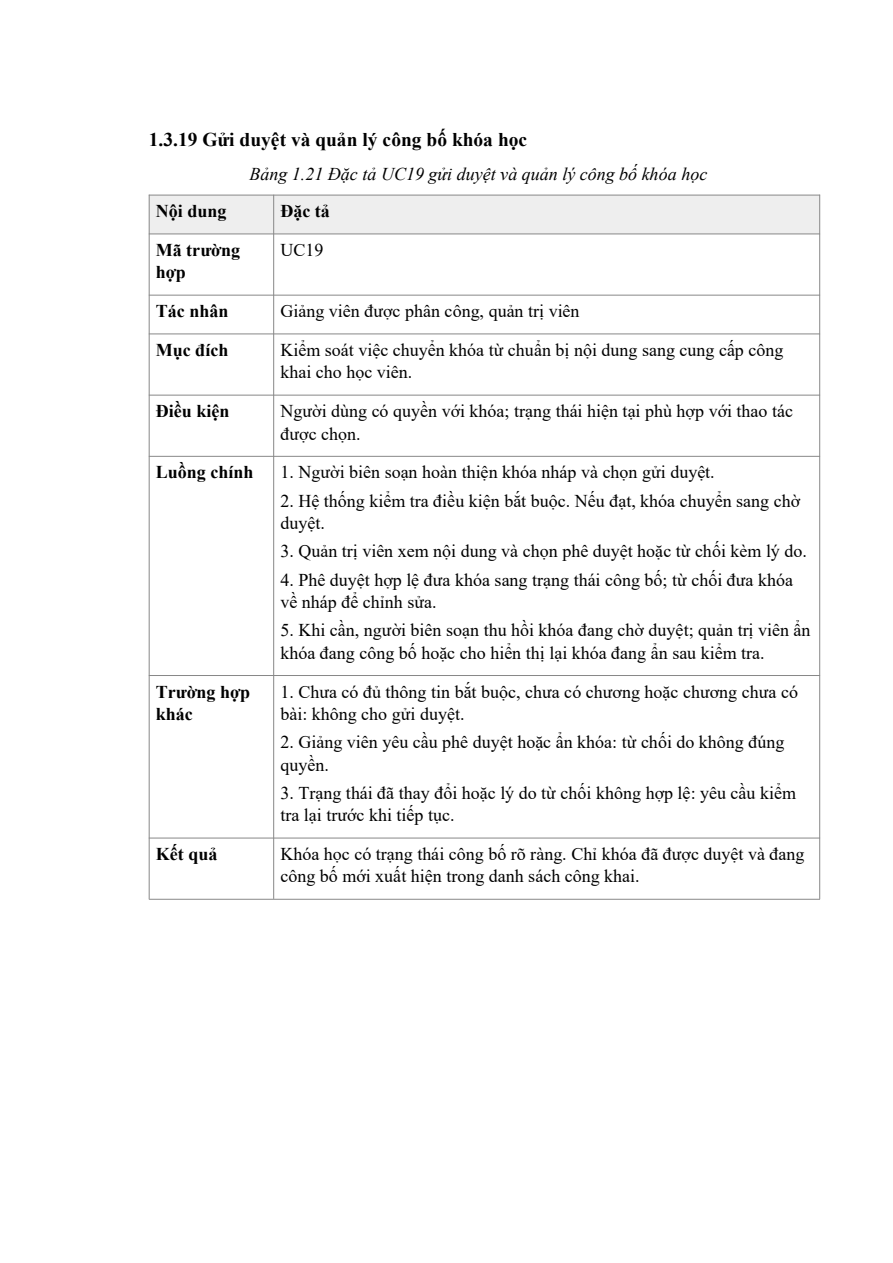 1.3.19 Gửi duyệt và quản lý công bố khóa học
Bảng 1.21 Đặc tả UC19 gửi duyệt và quản lý công bố khóa học
Nội dung
Đặc tả
Mã trường
hợp
UC19
Tác nhân
Giảng viên được phân công, quản trị viên
Mục đích
Kiểm soát việc chuyển khóa từ chuẩn bị nội dung sang cung cấp công
khai cho học viên.
Điều kiện
Người dùng có quyền với khóa; trạng thái hiện tại phù hợp với thao tác
được chọn.
Luồng chính
1. Người biên soạn hoàn thiện khóa nháp và chọn gửi duyệt.
2. Hệ thống kiểm tra điều kiện bắt buộc. Nếu đạt, khóa chuyển sang chờ
duyệt.
3. Quản trị viên xem nội dung và chọn phê duyệt hoặc từ chối kèm lý do.
4. Phê duyệt hợp lệ đưa khóa sang trạng thái công bố; từ chối đưa khóa
về nháp để chỉnh sửa.
5. Khi cần, người biên soạn thu hồi khóa đang chờ duyệt; quản trị viên ẩn
khóa đang công bố hoặc cho hiển thị lại khóa đang ẩn sau kiểm tra.
Trường hợp
khác
1. Chưa có đủ thông tin bắt buộc, chưa có chương hoặc chương chưa có
bài: không cho gửi duyệt.
2. Giảng viên yêu cầu phê duyệt hoặc ẩn khóa: từ chối do không đúng
quyền.
3. Trạng thái đã thay đổi hoặc lý do từ chối không hợp lệ: yêu cầu kiểm
tra lại trước khi tiếp tục.
Kết quả
Khóa học có trạng thái công bố rõ ràng. Chỉ khóa đã được duyệt và đang
công bố mới xuất hiện trong danh sách công khai.